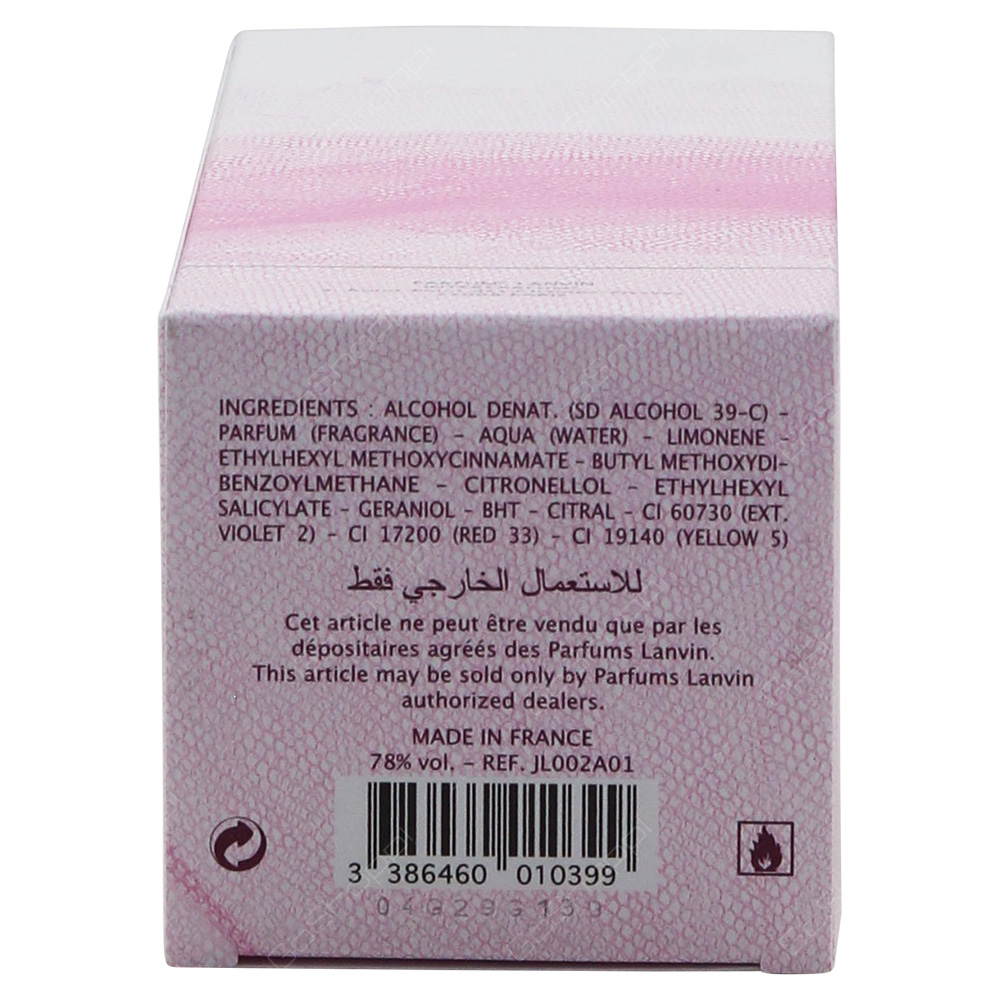 INGREDIENTS : ALCOHOL DENAT. (SD ALCOHOL 39-C) –
PARFUM (FRAGRANCE) – AQUA (WATER) – LIMONENE –
ETHYLHEXYL METHOXYCINNAMATE – BUTYL METHOXYDI-
BENZOYLMETHANE – CITRONELLOL – ETHYLHEXYL
SALICYLATE – GERANIOL – BHT – CITRAL – CI 60730 (EXT.
VIOLET 2) – CI 17200 (RED 33) – CI 19140 (YELLOW 5)
للاستعمال الخارجي فقط
Cet article ne peut être vendu que par les
dépositaires agréés des Parfums Lanvin.
This article may be sold only by Parfums Lanvin
authorized dealers.
MADE IN FRANCE
78% vol. – REF. JL002A01
3 386460 010399